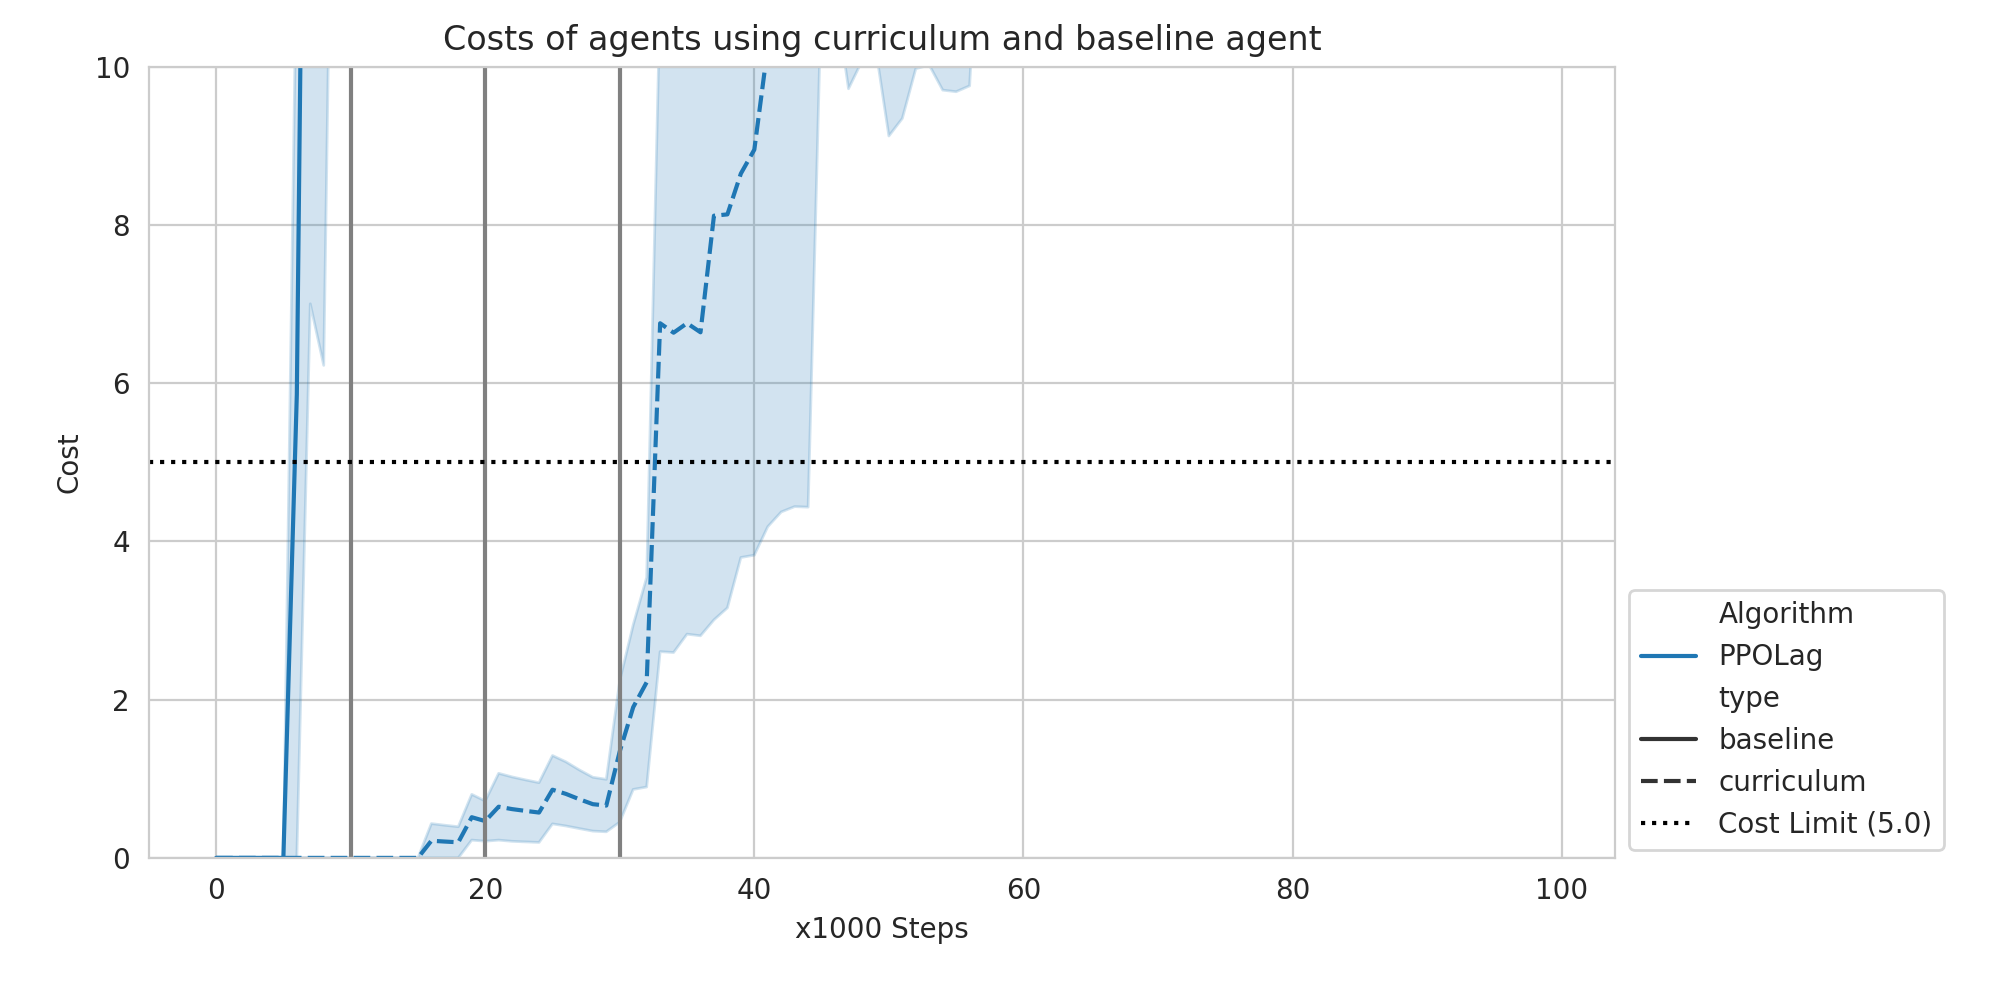 Costs of agents using curriculum and baseline agent
10
8
6
4
2
0
Cost
0 20 40 60 80 100
x1000 Steps
Algorithm
PPOLag
type
baseline
curriculum
Cost Limit (5.0)